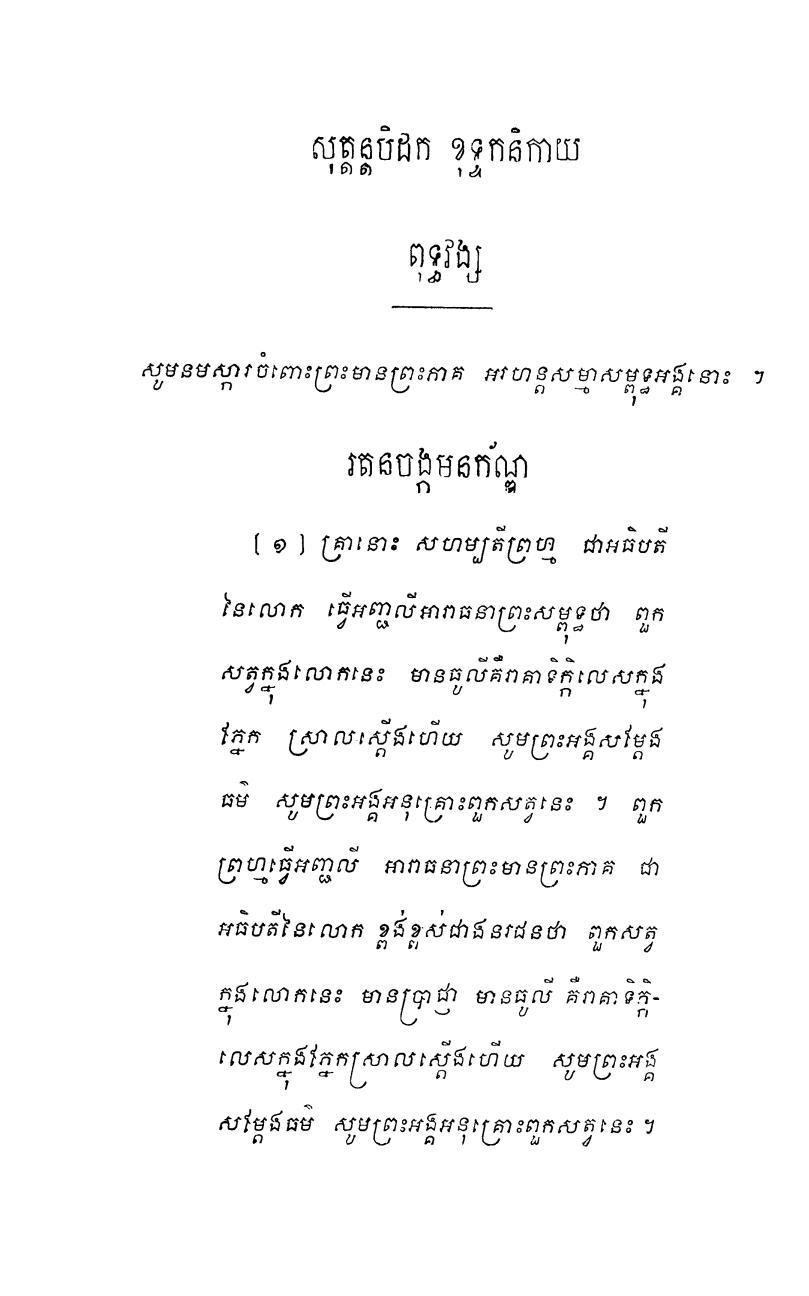 សុត្តន្តបិដក ខុទ្ទកនិកាយ
ពុទ្ធវង្ស
សូមនមស្ការចំពោះព្រះមានព្រះភាគ អរហន្តសម្មាសម្ពុទ្ធអង្គនោះ ។
រតនចង្កមនកណ្ឌ័
[ ១ ] គ្រានោះ សហម្បតីព្រហ្ម ជាអធិបតី
នៃលោក ធ្វើអញ្ជលីអារាធនាព្រះសម្ពុទ្ធថា ពួក
សត្វក្នុងលោកនេះ មានធូលីគឺរាគាទិក្កិលេសក្នុង
ភ្នែក ស្រាលស្តើងហើយ សូមព្រះអង្គសម្តែង
ធម៌ សូមព្រះអង្គអនុគ្រោះពួកសត្វនេះ ។ ពួក
ព្រហ្មធ្វើអញ្ជលី អារាធនាព្រះមានព្រះភាគ ជា
អធិបតីនៃលោក ខ្ពង់ខ្ពស់ជាងនរជនថា ពួកសត្វ
ក្នុងលោកនេះ មានប្រាជ្ញា មានធូលី គឺរាគាទិក្កិ-
លេសក្នុងភ្នែកស្រាលស្តើងហើយ សូមព្រះអង្គ
សម្តែងធម៌ សូមព្រះអង្គអនុគ្រោះពួកសត្វនេះ ។